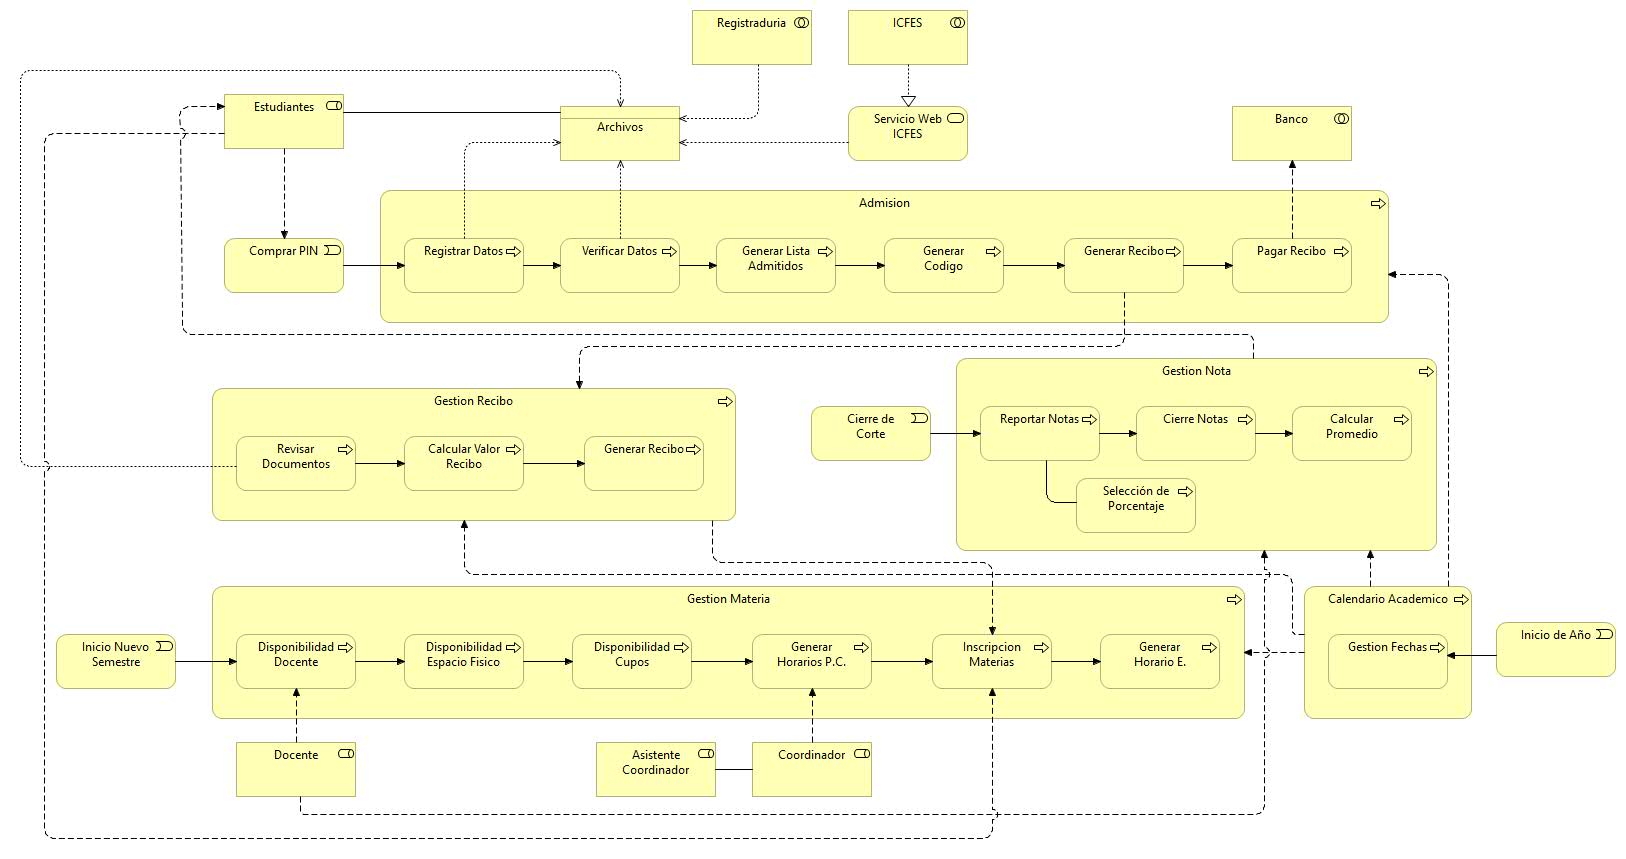 Registraduria
ICFES
Estudiantes
Archivos
Servicio Web
ICFES
Banco
Admision
Comprar PIN
Registrar Datos
Verificar Datos
Generar Lista
Admitidos
Generar
Codigo
Generar Recibo
Pagar Recibo
Gestion Nota
Gestion Recibo
Cierre de
Corte
Reportar Notas
Cierre Notas
Calcular
Promedio
Revisar
Documentos
Calcular Valor
Recibo
Generar Recibo
Selección de
Porcentaje
Gestion Materia
Calendario Academico
Inicio Nuevo
Semestre
Disponibilidad
Docente
Disponibilidad
Espacio Fisico
Disponibilidad
Cupos
Generar
Horarios P.C.
Inscripcion
Materias
Generar
Horario E.
Gestion Fechas
Inicio de Año
Docente
Asistente
Coordinador
Coordinador